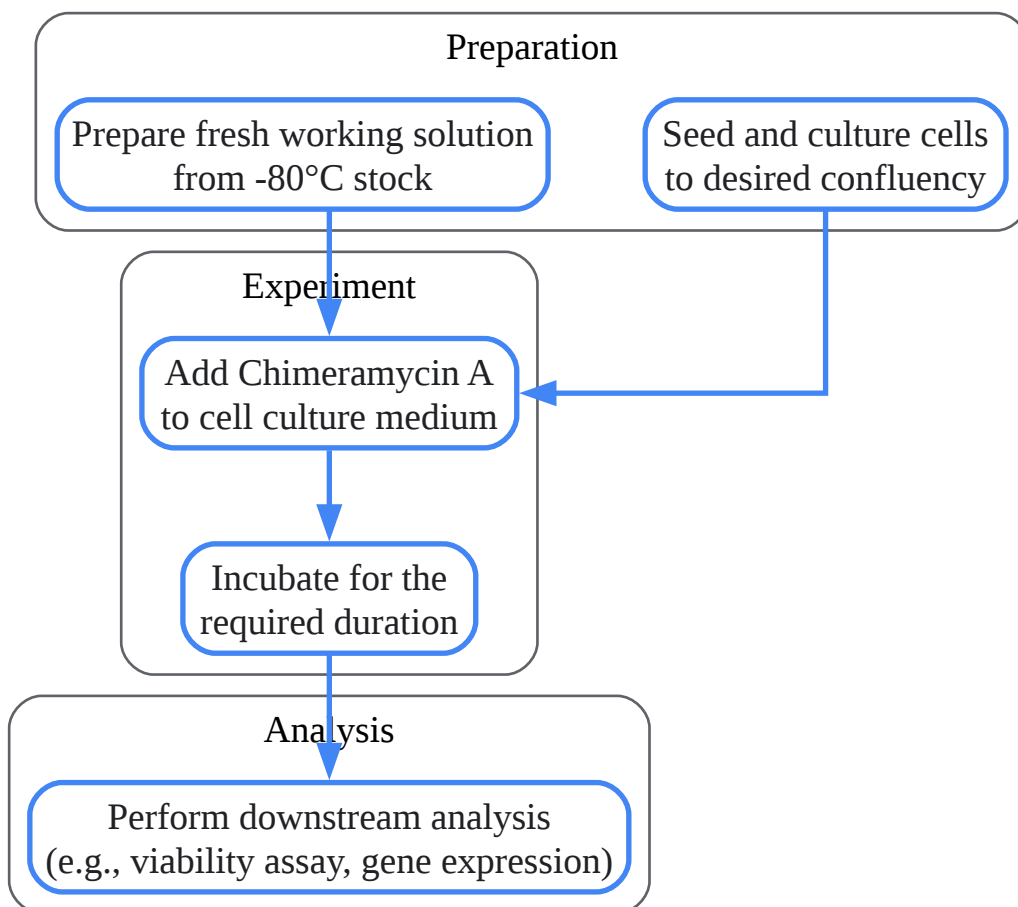 Preparation
Prepare fresh working solution
from -80°C stock
Seed and culture cells
to desired confluency
Experiment
Add Chimeramycin A
to cell culture medium
Incubate for the
required duration
Analysis
Perform downstream analysis
(e.g., viability assay, gene expression)